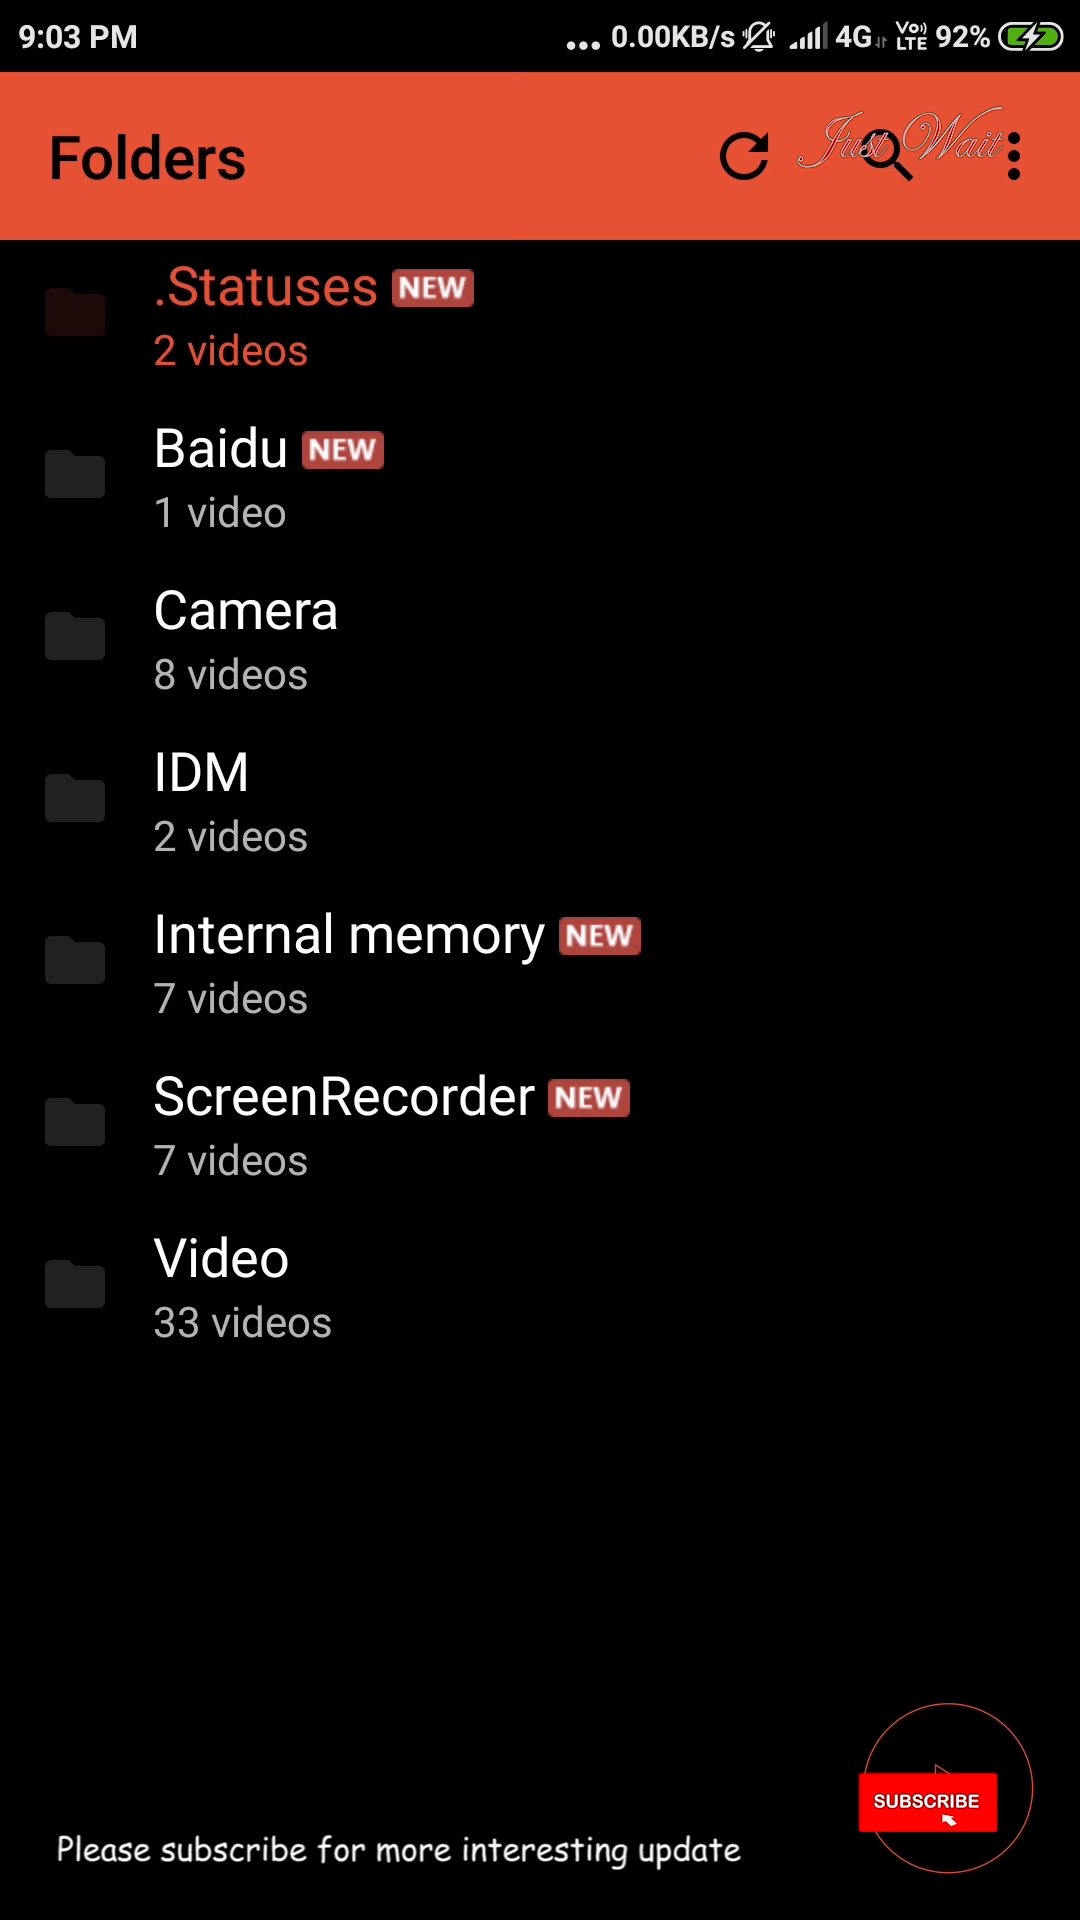 9:03 PM
... 0.00KB/s 4G Vo)) LTE 92%
Folders
Just Wait
.Statuses NEW
2 videos
Baidu NEW
1 video
Camera
8 videos
IDM
2 videos
Internal memory NEW
7 videos
ScreenRecorder NEW
7 videos
Video
33 videos
SUBSCRIBE
Please subscribe for more interesting update